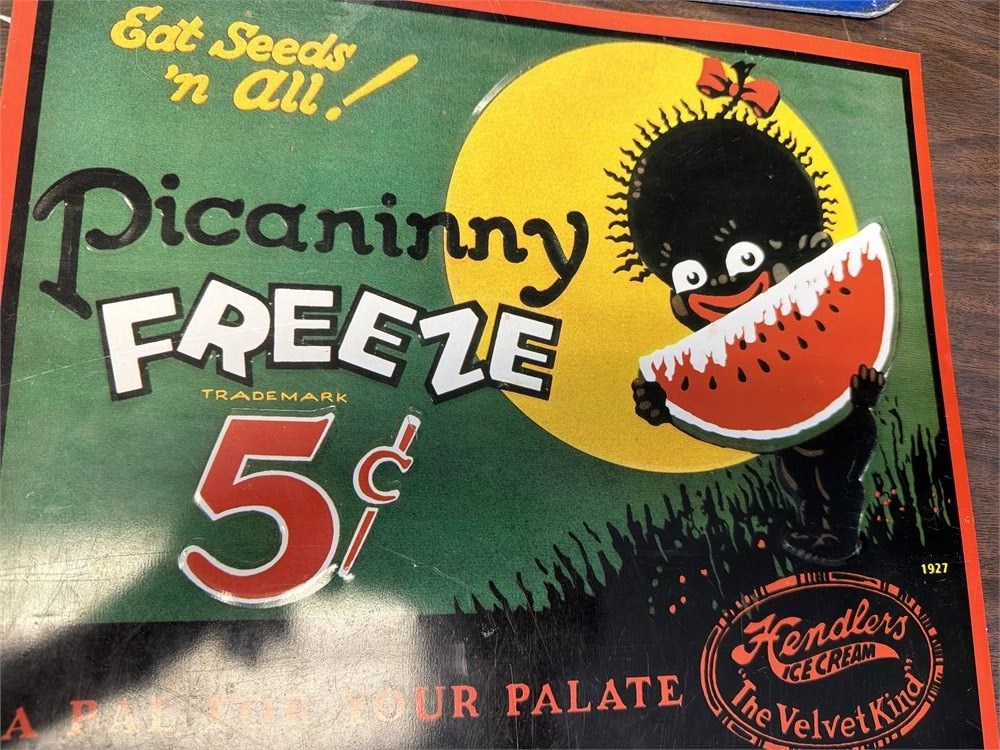 Eat Seeds
'n all!
Picaninny
FREEZE
TRADEMARK
5¢
1927
A PAL FOR YOUR PALATE
Hendlers
ICE CREAM
"The Velvet Kind"